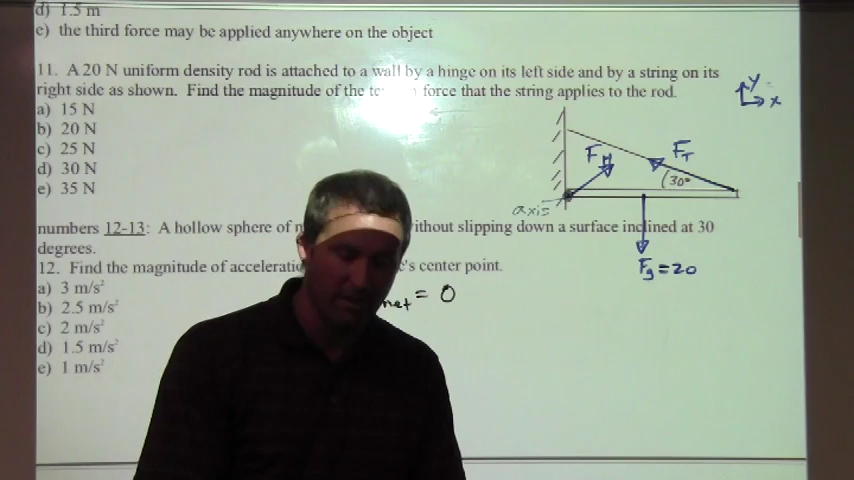 d) 1.5 m
e) the third force may be applied anywhere on the object
11. A 20 N uniform density rod is attached to a wall by a hinge on its left side and by a string on its
right side as shown. Find the magnitude of the force that the string applies to the rod.
a) 15 N
b) 20 N
c) 25 N
d) 30 N
e) 35 N
y
x
F_H
F_T
30°
axis
F_g = 20
numbers 12-13: A hollow sphere of without slipping down a surface inclined at 30
degrees.
12. Find the magnitude of center point.
net = 0
a) 3 m/s²
b) 2.5 m/s²
c) 2 m/s²
d) 1.5 m/s²
e) 1 m/s²